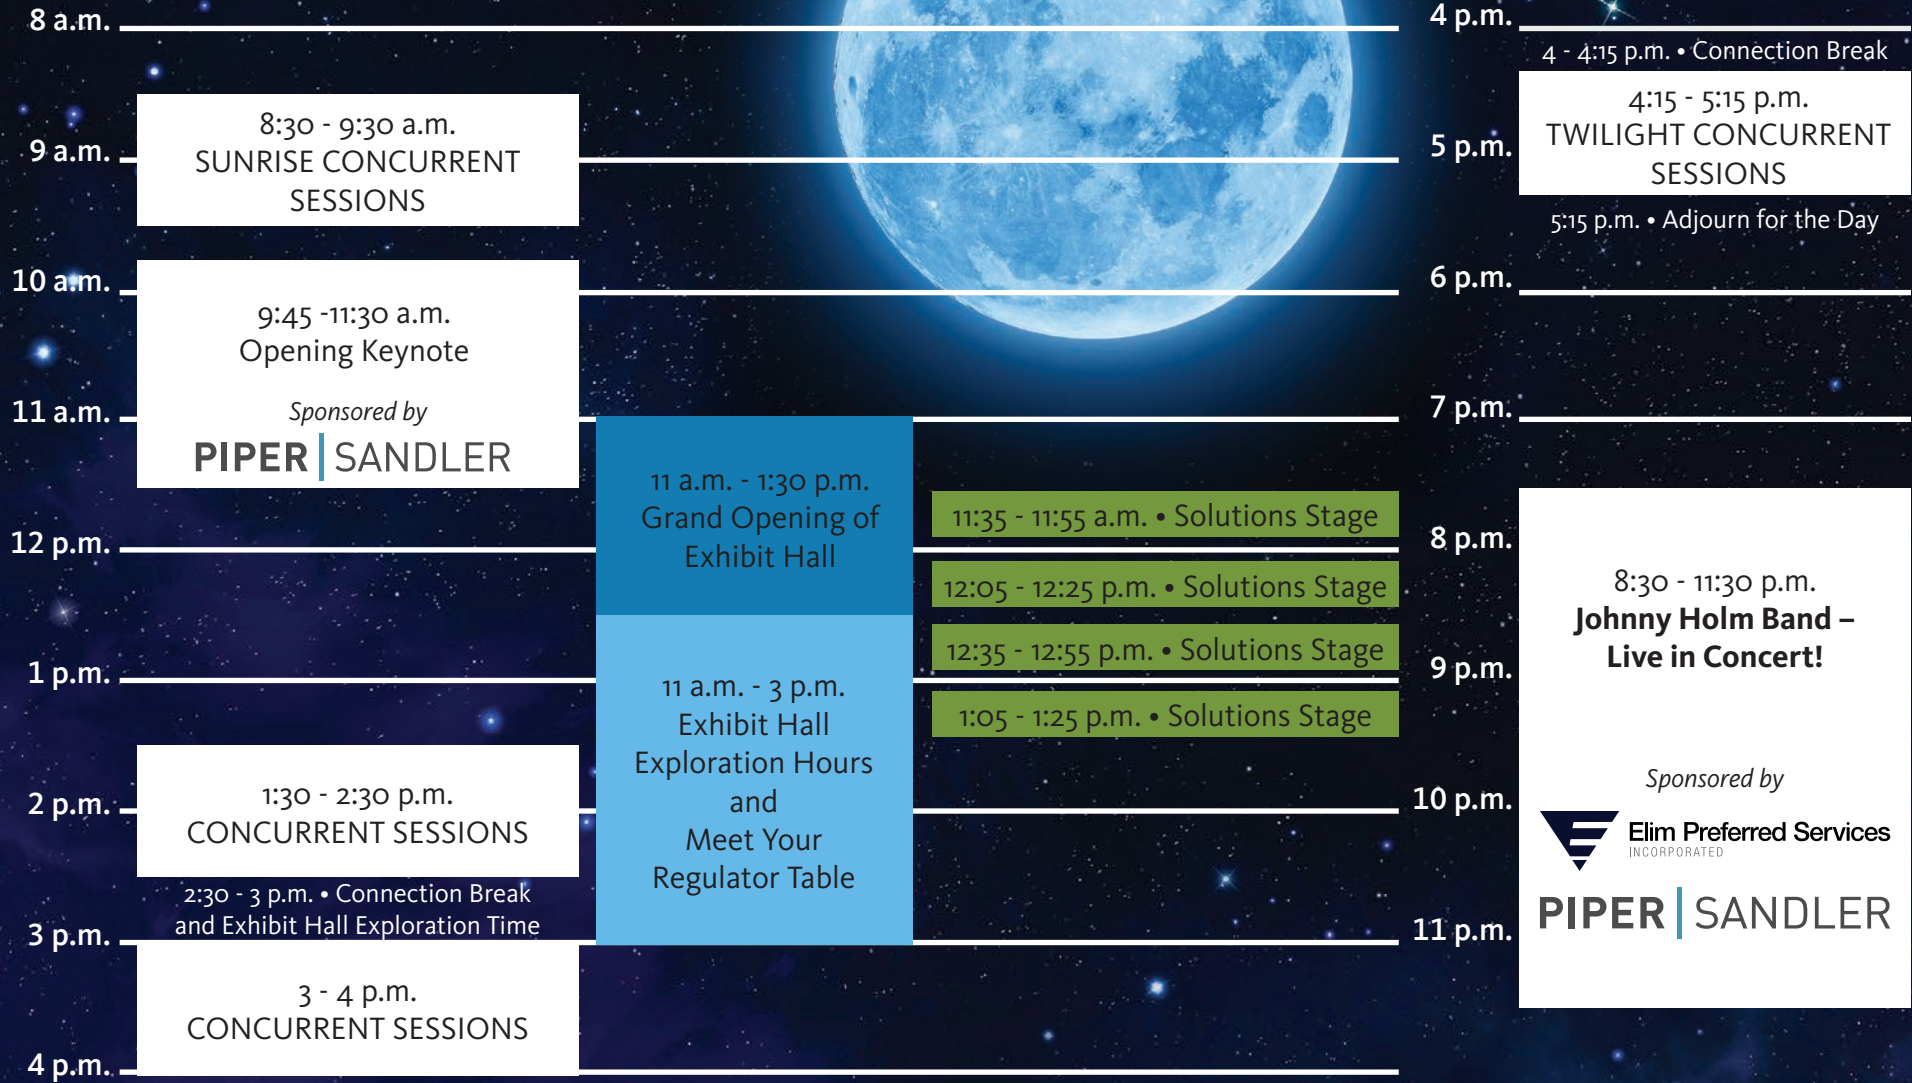 8 a.m.
8:30 - 9:30 a.m.
SUNRISE CONCURRENT
SESSIONS
9 a.m.
10 a.m.
9:45 -11:30 a.m.
Opening Keynote
Sponsored by
PIPER | SANDLER
11 a.m.
12 p.m.
1 p.m.
1:30 - 2:30 p.m.
CONCURRENT SESSIONS
2 p.m.
2:30 - 3 p.m. • Connection Break
and Exhibit Hall Exploration Time
3 p.m.
3 - 4 p.m.
CONCURRENT SESSIONS
4 p.m.
11 a.m. - 1:30 p.m.
Grand Opening of
Exhibit Hall
11 a.m. - 3 p.m.
Exhibit Hall
Exploration Hours
and
Meet Your
Regulator Table
11:35 - 11:55 a.m. • Solutions Stage
12:05 - 12:25 p.m. • Solutions Stage
12:35 - 12:55 p.m. • Solutions Stage
1:05 - 1:25 p.m. • Solutions Stage
4 p.m.
4 - 4:15 p.m. • Connection Break
4:15 - 5:15 p.m.
TWILIGHT CONCURRENT
SESSIONS
5 p.m.
5:15 p.m. • Adjourn for the Day
6 p.m.
7 p.m.
8 p.m.
8:30 - 11:30 p.m.
Johnny Holm Band –
Live in Concert!
9 p.m.
Sponsored by
10 p.m.
Elim Preferred Services
INCORPORATED
PIPER | SANDLER
11 p.m.